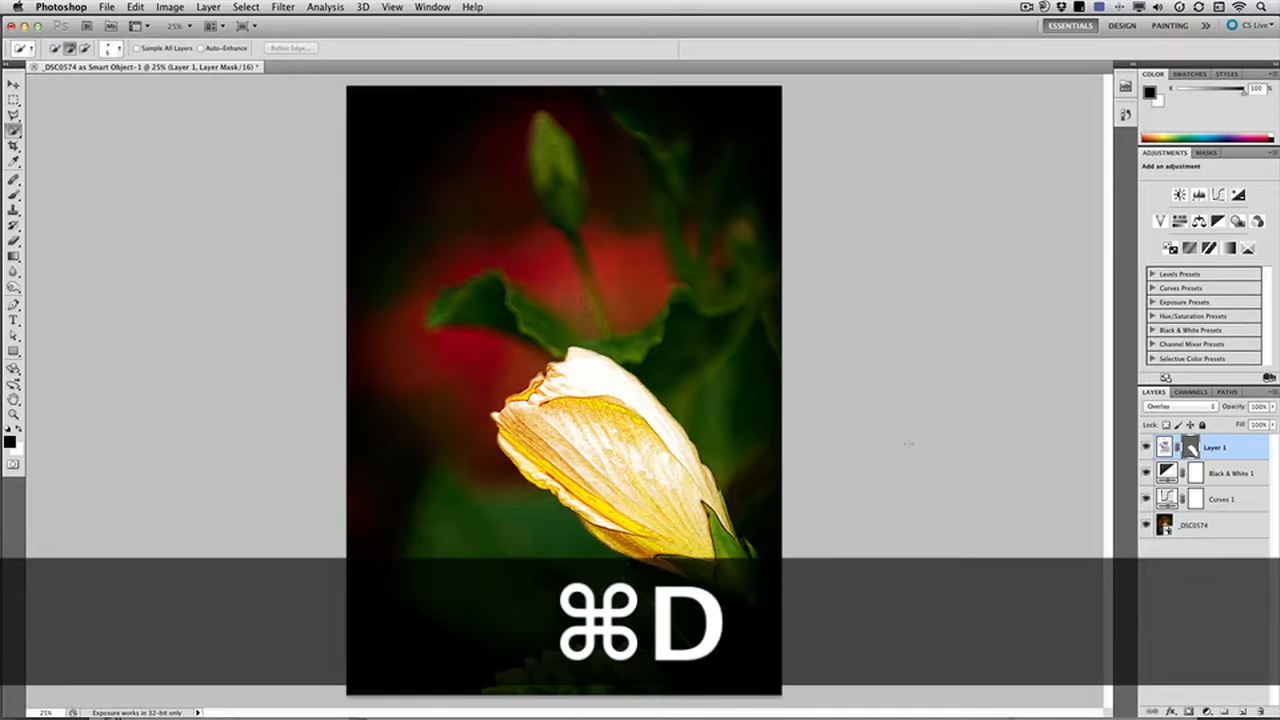 Photoshop File Edit Image Layer Select Filter Analysis 3D View Window Help
25% ESSENTIALS DESIGN PAINTING CS Live
Sample All Layers Auto-Enhance Refine Edge...
_DSC0574 as Smart Object-1 @ 25% (Layer 1, Layer Mask/16) *
COLOR SWATCHES STYLES
K 100 %
ADJUSTMENTS MASKS
Add an adjustment
Levels Presets
Curves Presets
Exposure Presets
Hue/Saturation Presets
Black & White Presets
Channel Mixer Presets
Selective Color Presets
LAYERS CHANNELS PATHS
Overlay Opacity: 100%
Lock: Fill: 100%
Layer 1
Black & White 1
Curves 1
_DSC0574
⌘D
25% Exposure works in 32-bit only